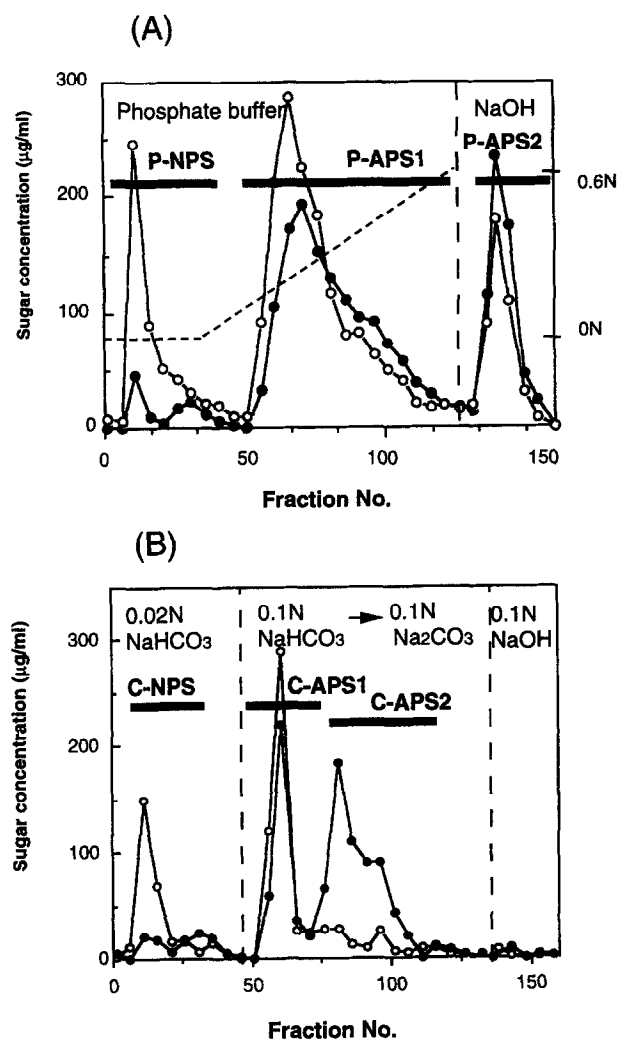 (A)
300
Phosphate buffer
NaOH
P-NPS
P-APS1
P-APS2
200
0.6N
100
0N
0
0
50
100
150
Sugar concentration (µg/ml)
Fraction No.
(B)
0.02N
NaHCO3
0.1N
NaHCO3
0.1N
Na2CO3
0.1N
NaOH
300
C-NPS
C-APS1
C-APS2
200
100
0
0
50
100
150
Sugar concentration (µg/ml)
Fraction No.